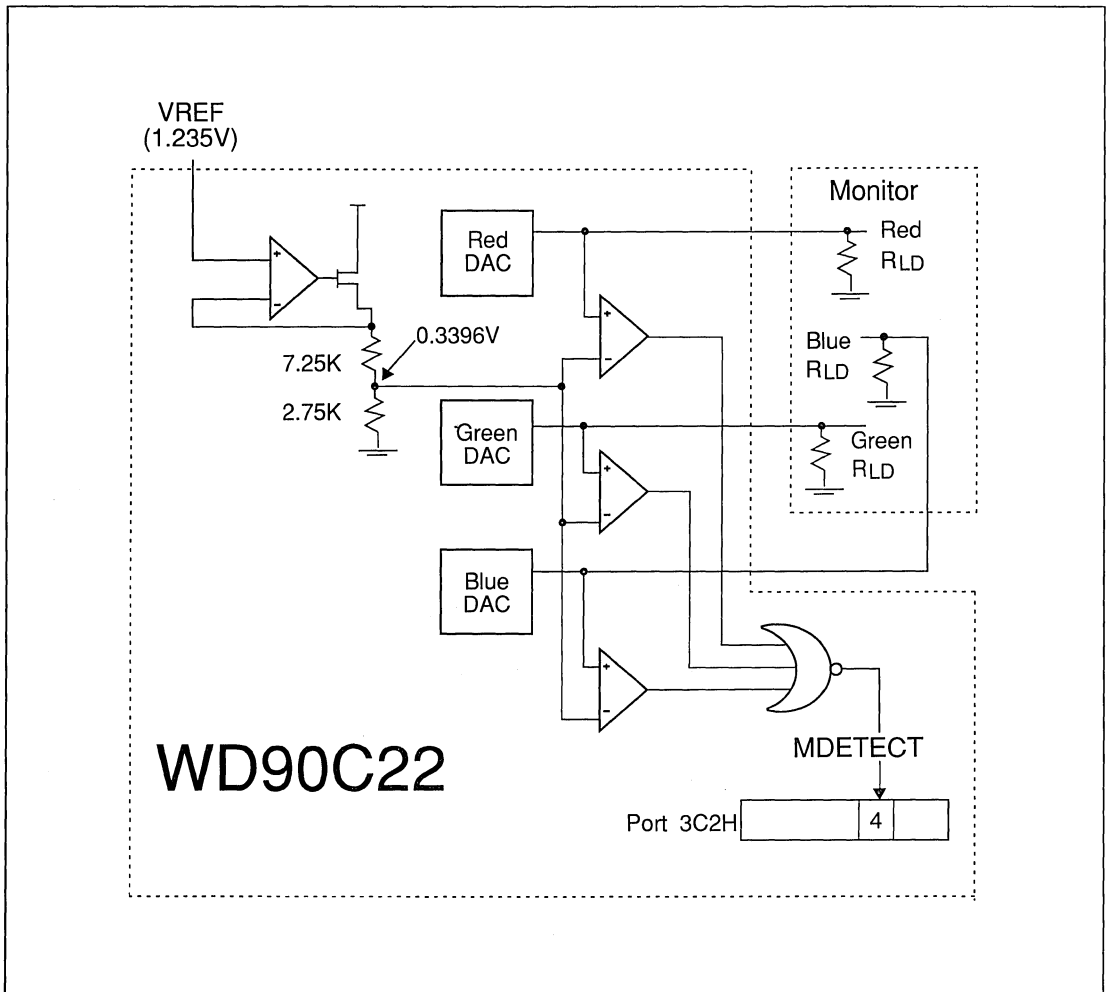 VREF
(1.235V)
Monitor
Red
DAC
Red
RLD
+
-
0.3396V
7.25K
+
-
Blue
RLD
2.75K
Green
DAC
Green
RLD
+
-
Blue
DAC
+
-
WD90C22
MDETECT
Port 3C2H
4